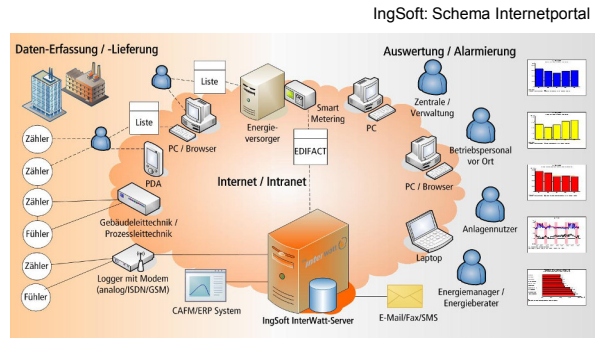 IngSoft: Schema Internetportal
Daten-Erfassung / -Lieferung
Auswertung / Alarmierung
Liste
Liste
Zähler
Zähler
Zähler
Fühler
Zähler
Fühler
PC / Browser
PDA
Energie-
versorger
Smart
Metering
EDIFACT
PC
PC / Browser
Laptop
Internet / Intranet
Gebäudeleittechnik /
Prozessleittechnik
Logger mit Modem
(analog/ISDN/GSM)
CAFM/ERP System
inter watt
IngSoft InterWatt-Server
E-Mail/Fax/SMS
Zentrale /
Verwaltung
Betriebspersonal
vor Ort
Anlagennutzer
Energiemanager /
Energieberater